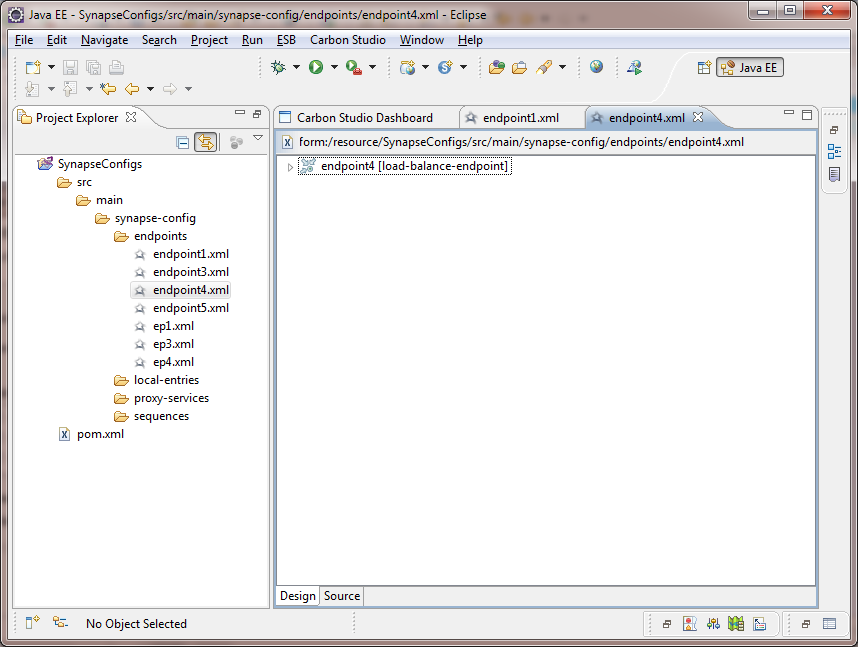 Java EE - SynapseConfigs/src/main/synapse-config/endpoints/endpoint4.xml - Eclipse
File Edit Navigate Search Project Run ESB Carbon Studio Window Help
Java EE
Project Explorer
Carbon Studio Dashboard endpoint1.xml endpoint4.xml
form:/resource/SynapseConfigs/src/main/synapse-config/endpoints/endpoint4.xml
endpoint4 [load-balance-endpoint]
SynapseConfigs
src
main
synapse-config
endpoints
endpoint1.xml
endpoint3.xml
endpoint4.xml
endpoint5.xml
ep1.xml
ep3.xml
ep4.xml
local-entries
proxy-services
sequences
pom.xml
Design Source
No Object Selected